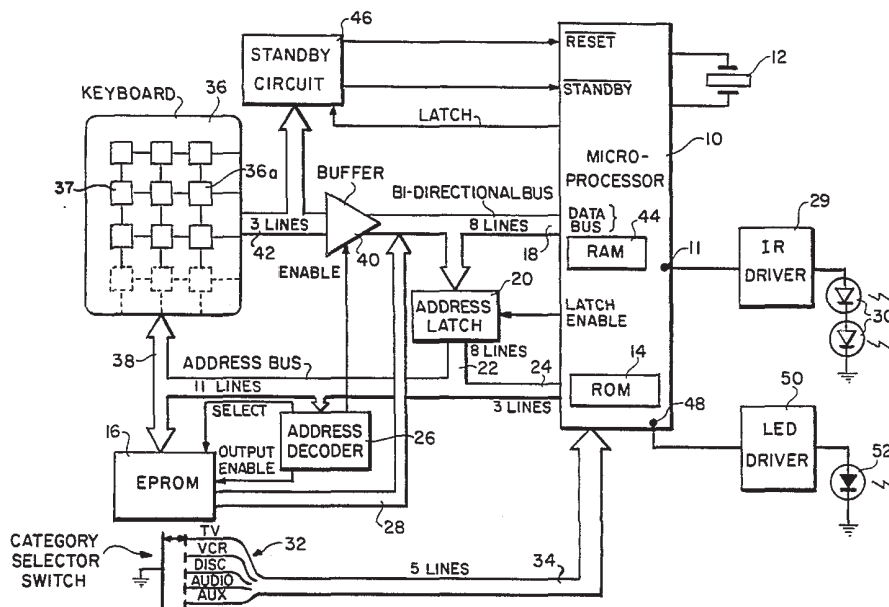 46
STANDBY
CIRCUIT
RESET
STANDBY
LATCH
12
10
KEYBOARD
36
37
36a
BUFFER
MICRO-
PROCESSOR
BI-DIRECTIONAL BUS
3 LINES
42
40
ENABLE
8 LINES
18
DATA
BUS
44
RAM
11
29
IR
DRIVER
30
20
ADDRESS
LATCH
LATCH
ENABLE
38
ADDRESS BUS
8 LINES
22
24
14
ROM
11 LINES
3 LINES
SELECT
48
50
LED
DRIVER
52
16
EPROM
OUTPUT
ENABLE
ADDRESS
DECODER
26
28
CATEGORY
SELECTOR
SWITCH
TV
VCR
DISC
AUDIO
AUX
32
5 LINES
34